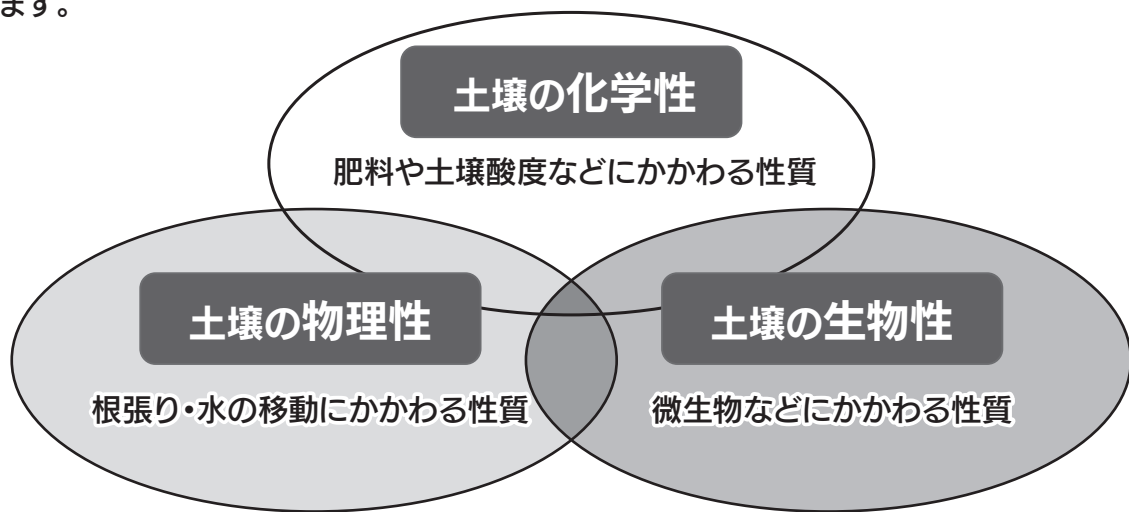 ます。
土壌の化学性
肥料や土壌酸度などにかかわる性質
土壌の物理性
根張り・水の移動にかかわる性質
土壌の生物性
微生物などにかかわる性質